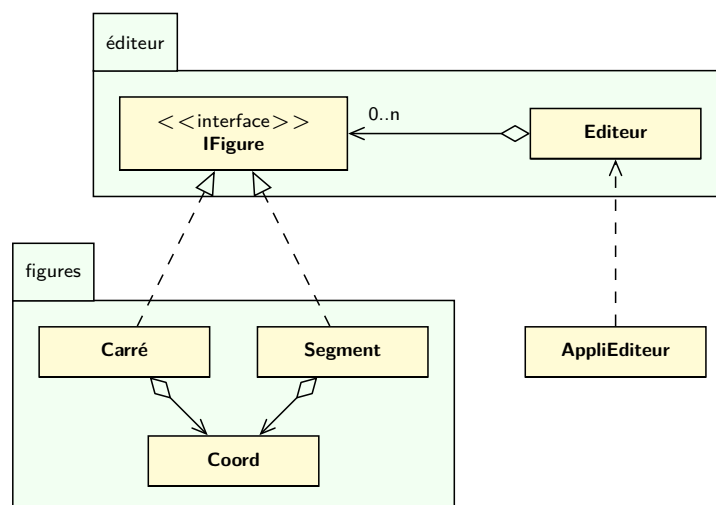 éditeur
<<interface>>
IFigure
0..n
Editeur
figures
Carré
Segment
AppliEditeur
Coord